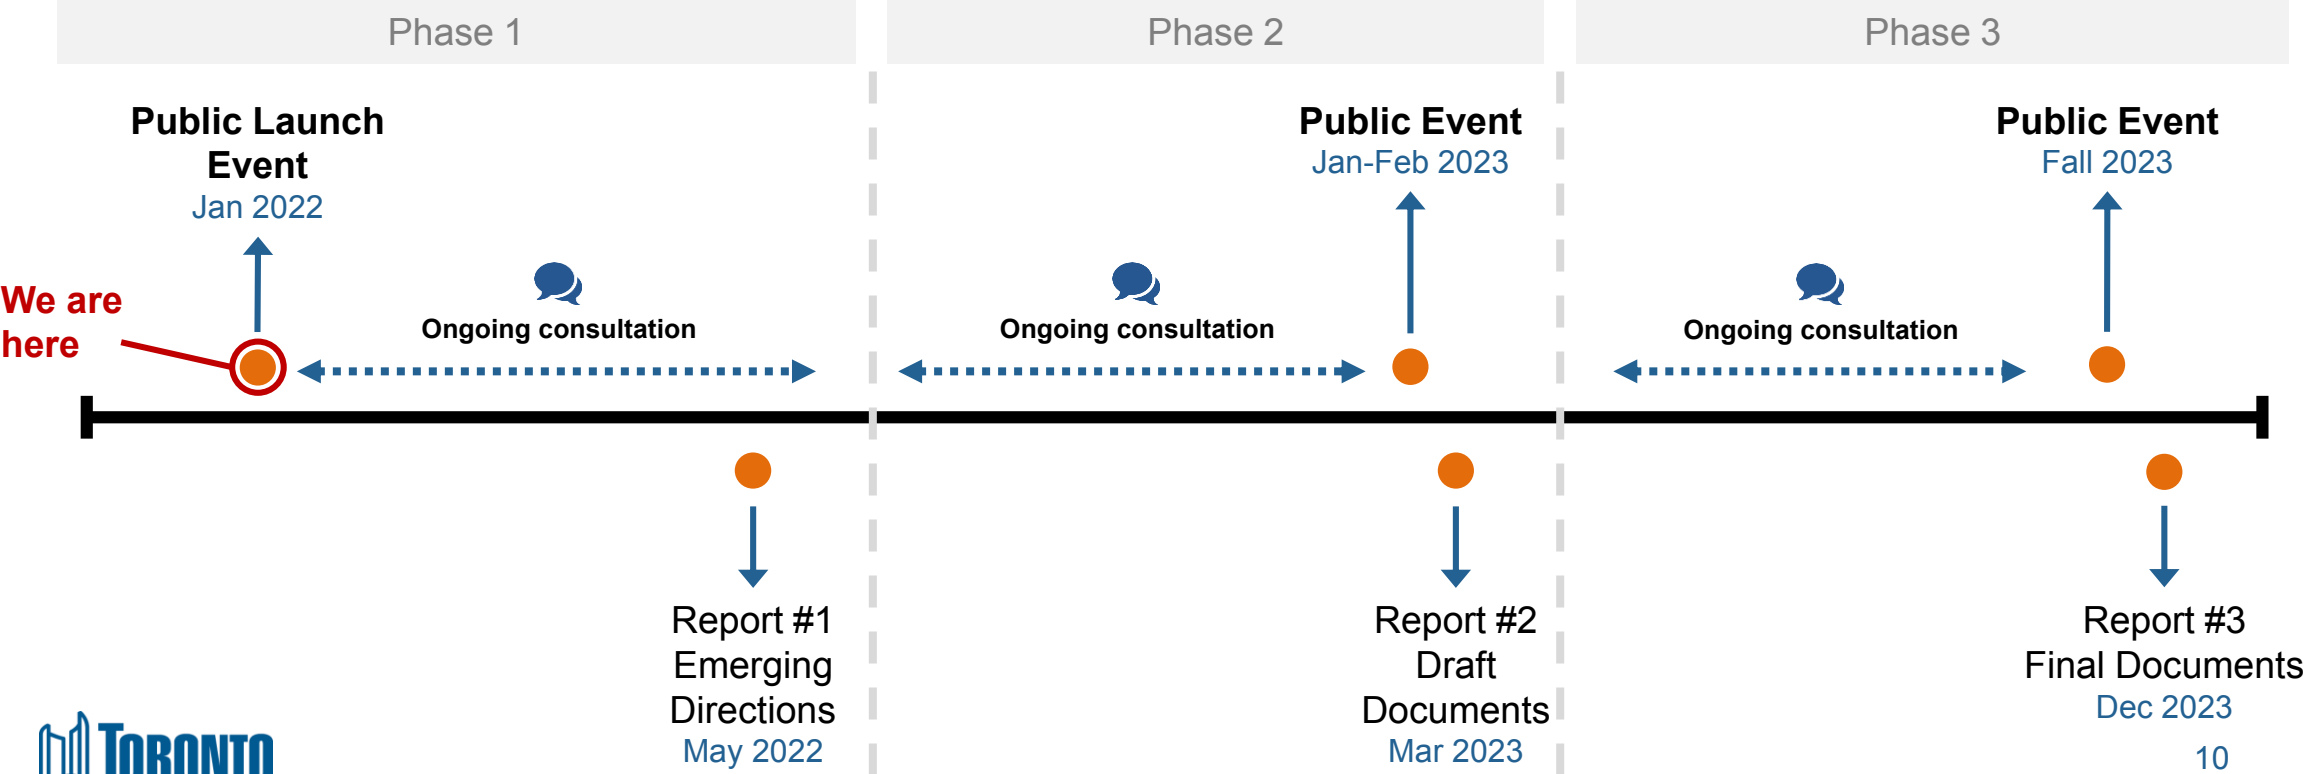 Phase 1
Phase 2
Phase 3
Public Launch
Event
Jan 2022
Public Event
Jan-Feb 2023
Public Event
Fall 2023
We are
here
Ongoing consultation
Ongoing consultation
Ongoing consultation
Report #1
Emerging
Directions
May 2022
Report #2
Draft
Documents
Mar 2023
Report #3
Final Documents
Dec 2023
TORONTO
10